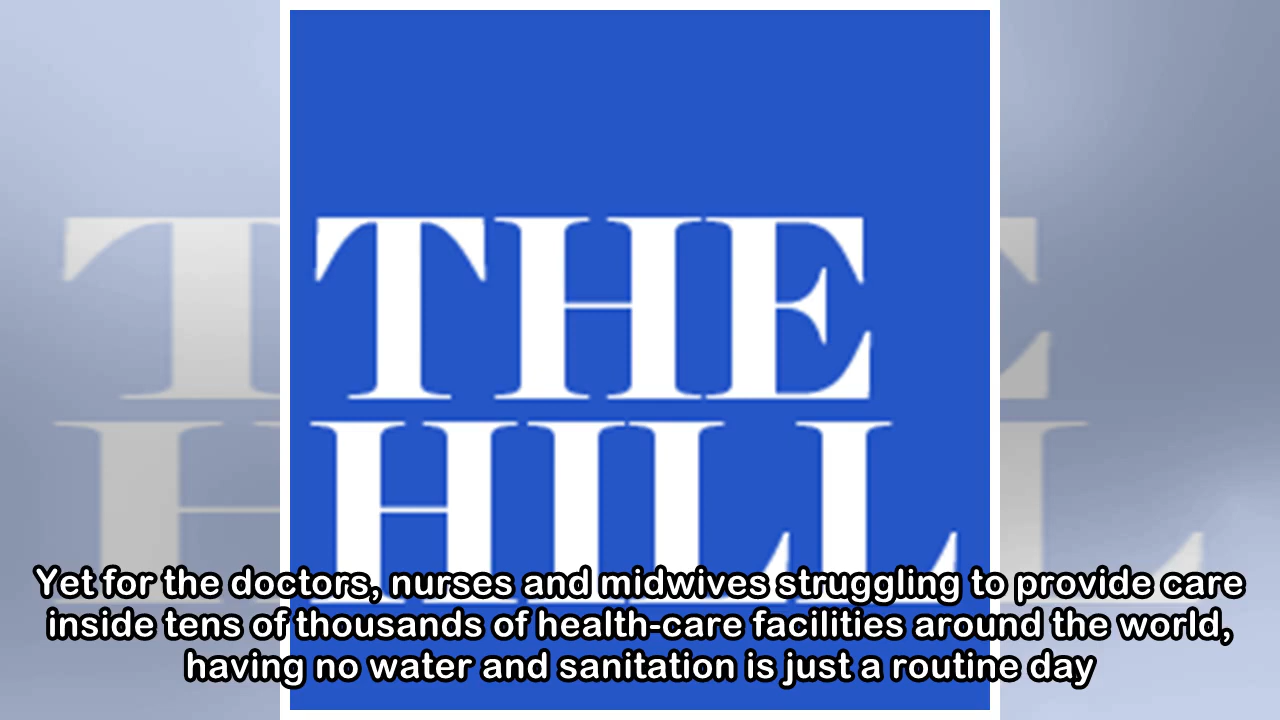 THE
HILL
Yet for the doctors, nurses and midwives struggling to provide care
inside tens of thousands of health-care facilities around the world,
having no water and sanitation is just a routine day